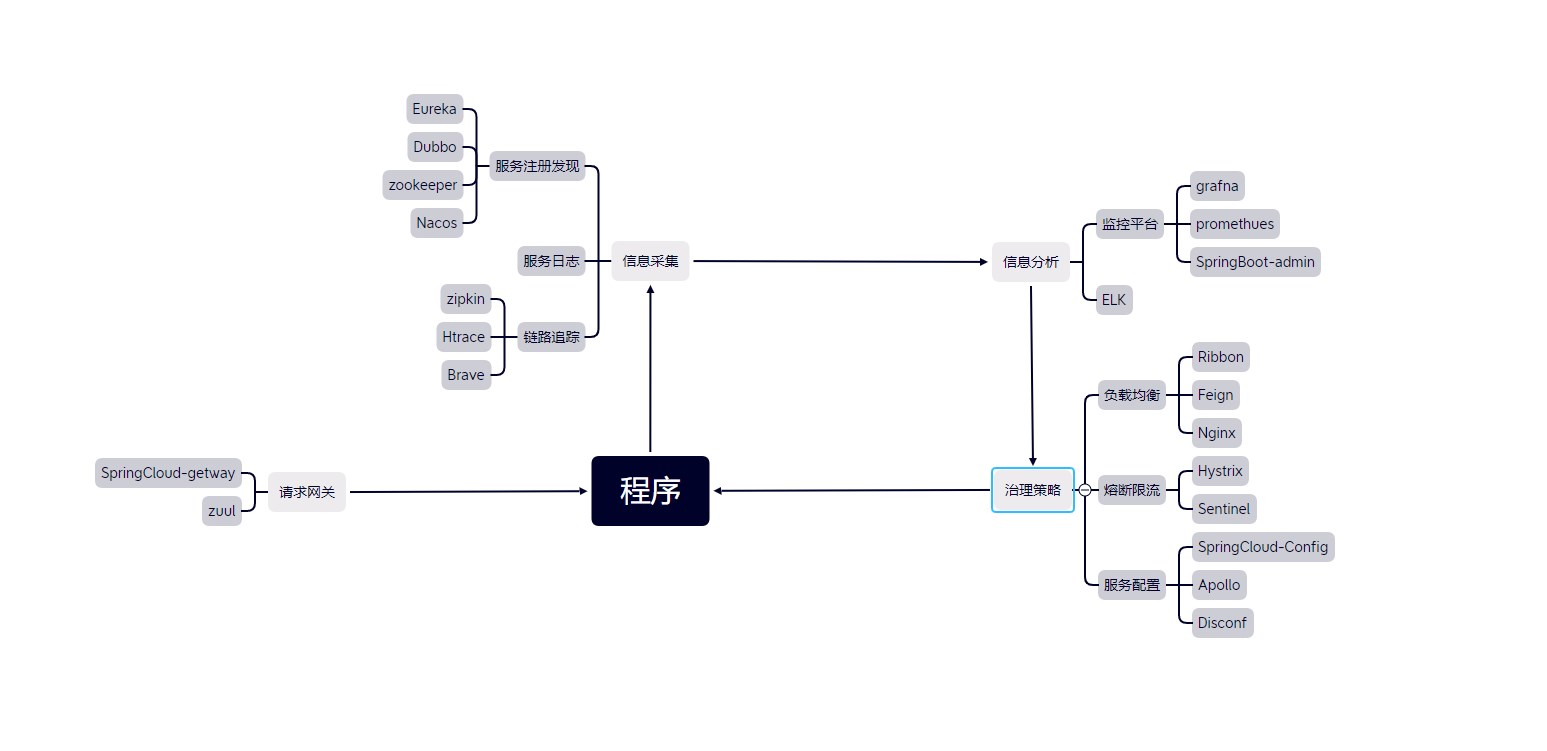 Eureka
Dubbo
zookeeper
Nacos
服务注册发现
服务日志
zipkin
Htrace
Brave
链路追踪
信息采集
信息分析
监控平台
grafna
promethues
SpringBoot-admin
ELK
SpringCloud-getway
zuul
请求网关
程序
治理策略
负载均衡
Ribbon
Feign
Nginx
熔断限流
Hystrix
Sentinel
服务配置
SpringCloud-Config
Apollo
Disconf